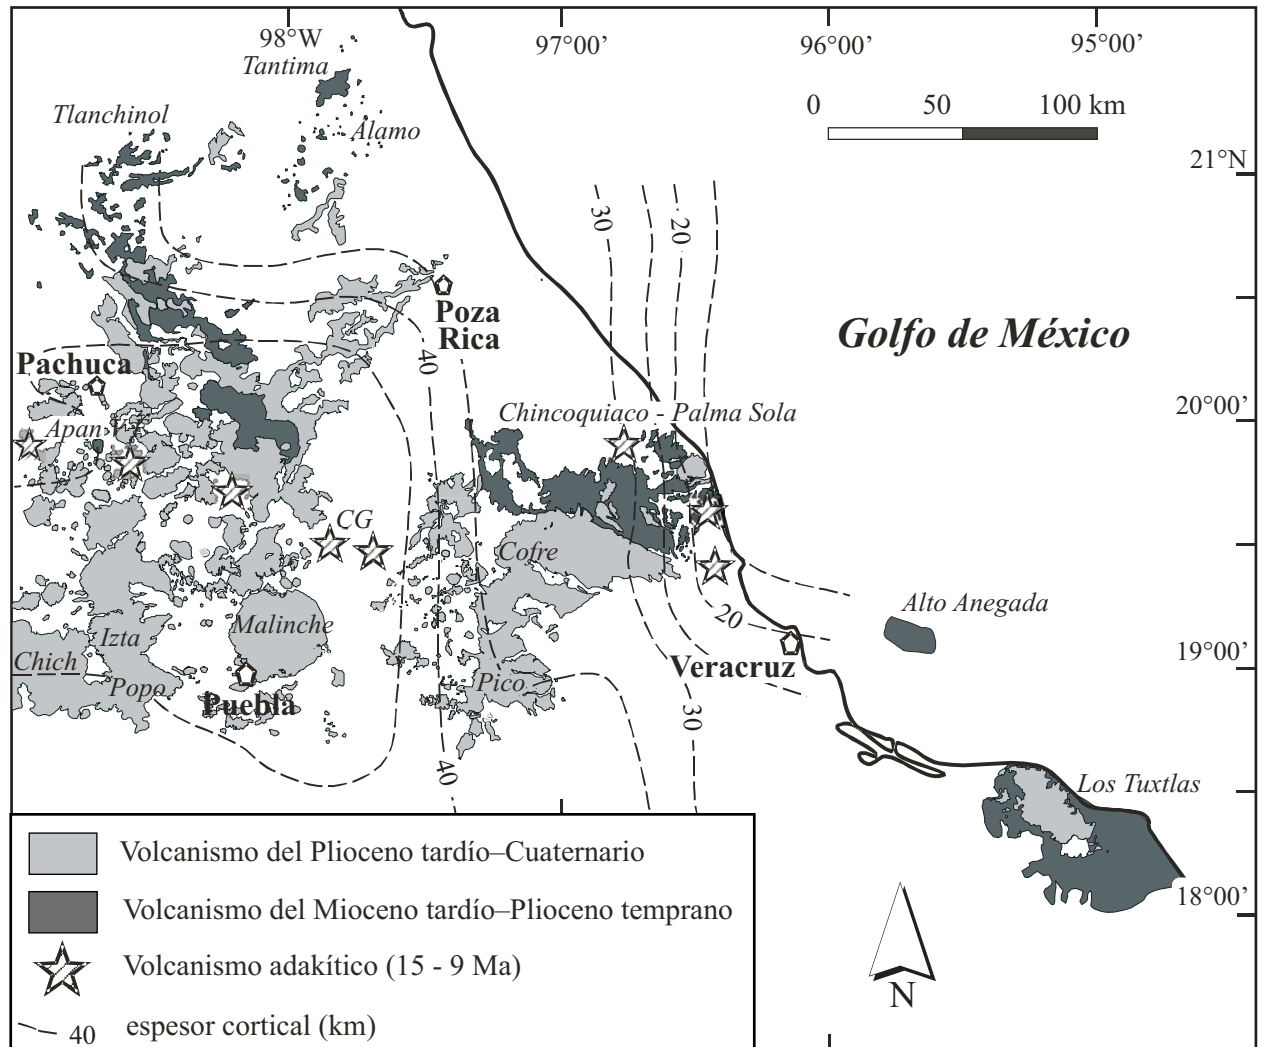 98°W
97°00’
96°00’
95°00’
Tantima
Tlanchinol
Álamo
0 50 100 km
21°N
30
20
Poza
Rica
Golfo de México
40
Pachuca
20°00’
Chincoquiaco - Palma Sola
Apan V F
CG
Cofre
Alto Anegada
20
Malinche
Izta
19°00’
Chich
Veracruz
Popo
Pico
Puebla
30
40
Los Tuxtlas
Volcanismo del Plioceno tardío–Cuaternario
Volcanismo del Mioceno tardío–Plioceno temprano
18°00’
Volcanismo adakítico (15 - 9 Ma)
N
40 espesor cortical (km)